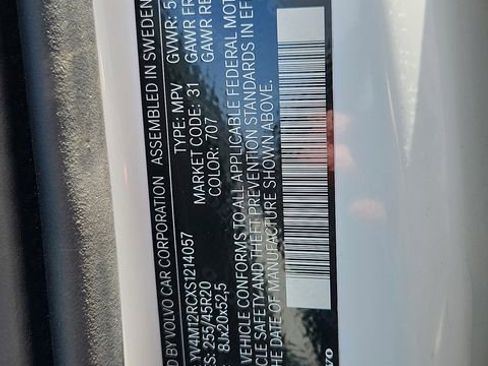 D BY VOLVO CAR CORPORATION ASSEMBLED IN SWEDEN
GVWR: 5
GAWR FR
GAWR RE
YV4M12RCXS1214057 TYPE: MPV
S: 255/45R20 MARKET CODE: 31
: 8Jx20x52,5 COLOR: 707
VEHICLE CONFORMS TO ALL APPLICABLE FEDERAL MOT
VEHICLE SAFETY AND THEFT PREVENTION STANDARDS IN EF
THE DATE OF MANUFACTURE SHOWN ABOVE.